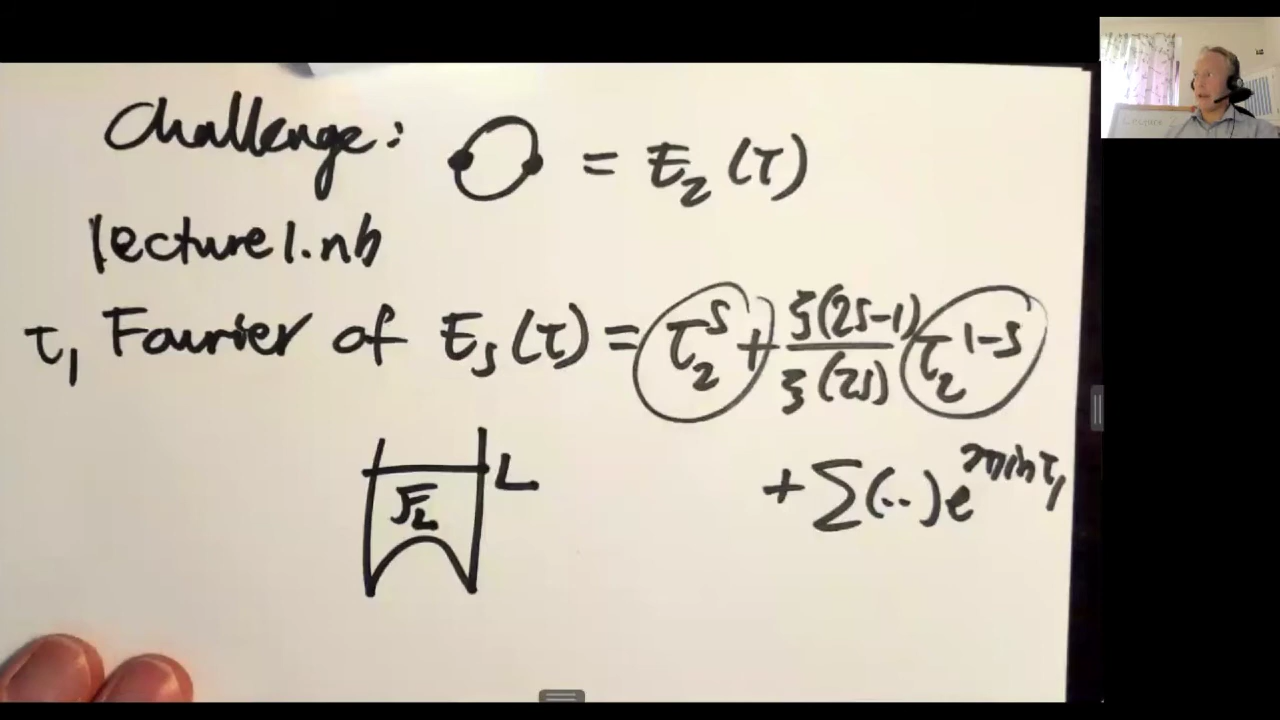 Challenge: = E₂(τ)
lecture1.nb
τ₁ Fourier of Eₛ(τ) = τ₂ˢ + ξ(2s-1)/ξ(2s) τ₂¹⁻ˢ
+ ∑(..)e^{2πinτ₁}
L
F_L